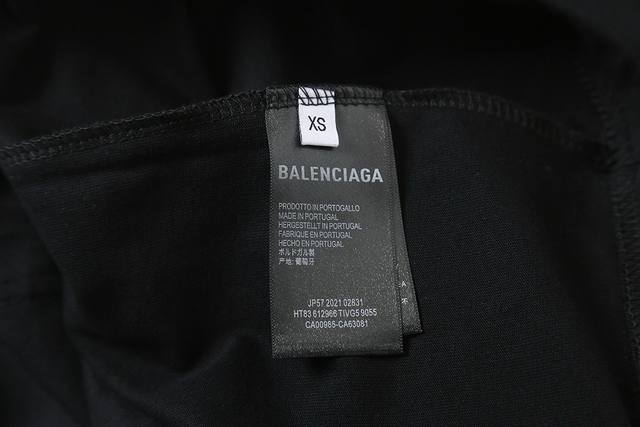 XS
BALENCIAGA
PRODOTTO IN PORTOGALLO
MADE IN PORTUGAL
HERGESTELLT IN PORTUGAL
FABRIQUE EN PORTUGAL
HECHO EN PORTUGAL
ポルドガル製
产地: 葡萄牙
JP57 2021 02831
HT83 612966 TIVG5 9055
CA00985-CA63081
A